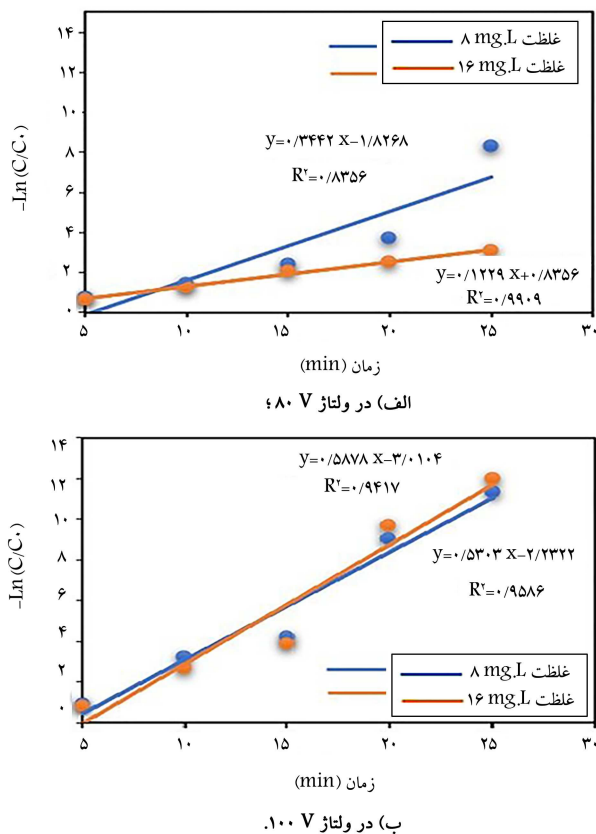 ۱۴
۱۲
۱۰
۸
۶
۴
۲
۰
-Ln (C/C۰)
غلظت ۸ mg.L
غلظت ۱۶ mg.L
y=۰/۳۴۴۲ x-۱/۸۲۶۸
R۲=۰/۸۳۵۶
y=۰/۱۲۲۹ x+۰/۸۳۵۶
R۲=۰/۹۹۰۹
۵ ۱۰ ۱۵ ۲۰ ۲۵ ۳۰
زمان (min)
الف) در ولتاژ ۸۰ V؛
۱۴
۱۲
۱۰
۸
۶
۴
۲
۰
-Ln (C/C۰)
y=۰/۵۸۷۸ x-۳/۰۱۰۴
R۲=۰/۹۴۱۷
y=۰/۵۳۰۳ x-۲/۲۳۲۲
R۲=۰/۹۵۸۶
غلظت ۸ mg.L
غلظت ۱۶ mg.L
۵ ۱۰ ۱۵ ۲۰ ۲۵ ۳۰
زمان (min)
ب) در ولتاژ ۱۰۰ V.